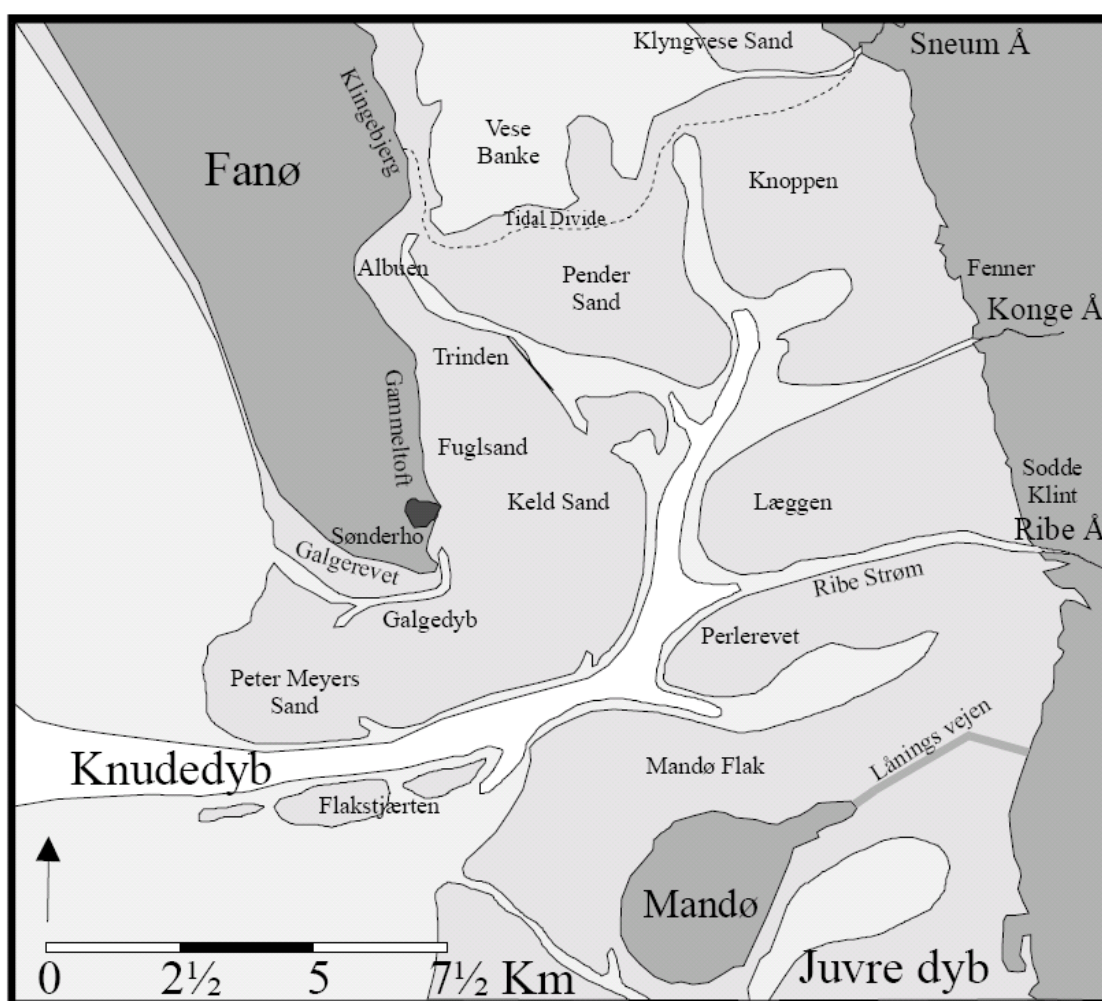 Klyngvese Sand
Sneum Å
Klingebjerg
Vese
Banke
Fanø
Knoppen
Tidal Divide
Albuen
Pender
Sand
Fenner
Konge Å
Trinden
Gammeltoft
Fuglsand
Keld Sand
Læggen
Sodde
Klint
Ribe Å
Sønderho
Galgerevet
Ribe Strøm
Galgedyb
Perlerevet
Peter Meyers
Sand
Lånings vejen
Knudedyb
Mandø Flak
Flakstjærten
Mandø
Juvre dyb
0 2½ 5 7½ Km